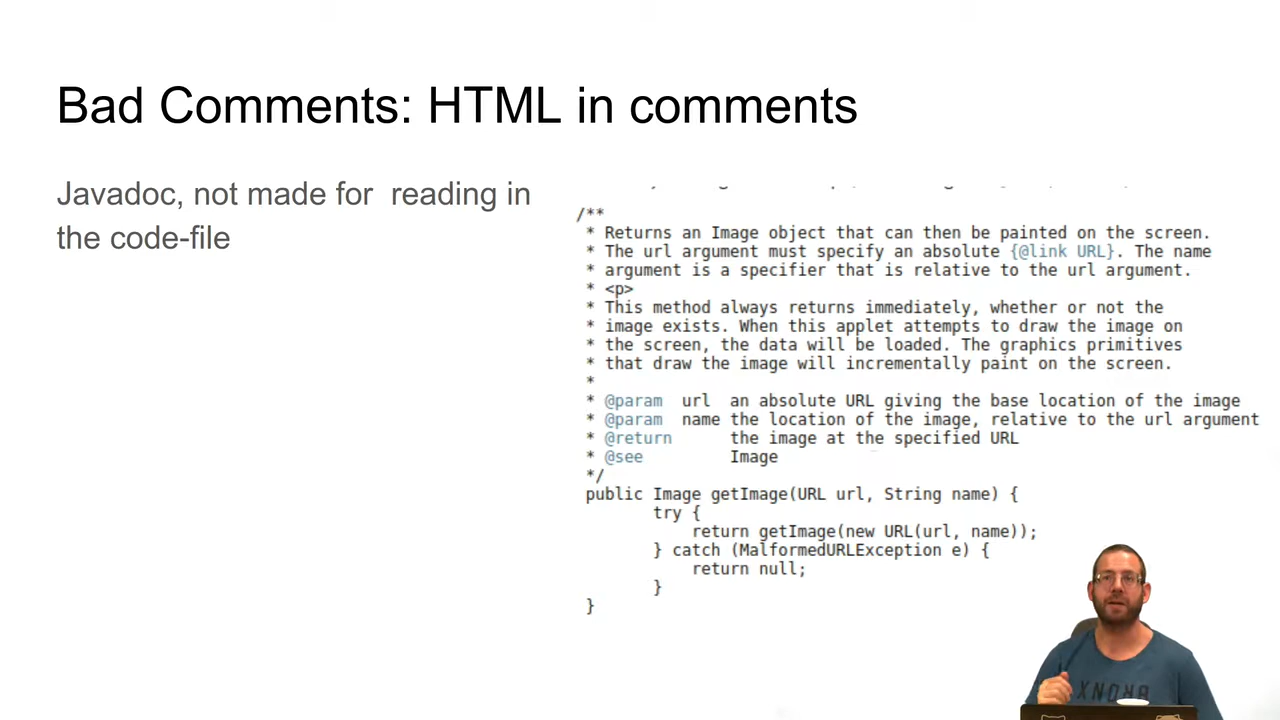 Bad Comments: HTML in comments
Javadoc, not made for  reading in
the code-file
/**
* Returns an Image object that can then be painted on the screen.
* The url argument must specify an absolute {@link URL}. The name
* argument is a specifier that is relative to the url argument.
* <p>
* This method always returns immediately, whether or not the
* image exists. When this applet attempts to draw the image on
* the screen, the data will be loaded. The graphics primitives
* that draw the image will incrementally paint on the screen.
*
* @param  url  an absolute URL giving the base location of the image
* @param  name the location of the image, relative to the url argument
* @return      the image at the specified URL
* @see         Image
*/
public Image getImage(URL url, String name) {
try {
return getImage(new URL(url, name));
} catch (MalformedURLException e) {
return null;
}
}
BRONX